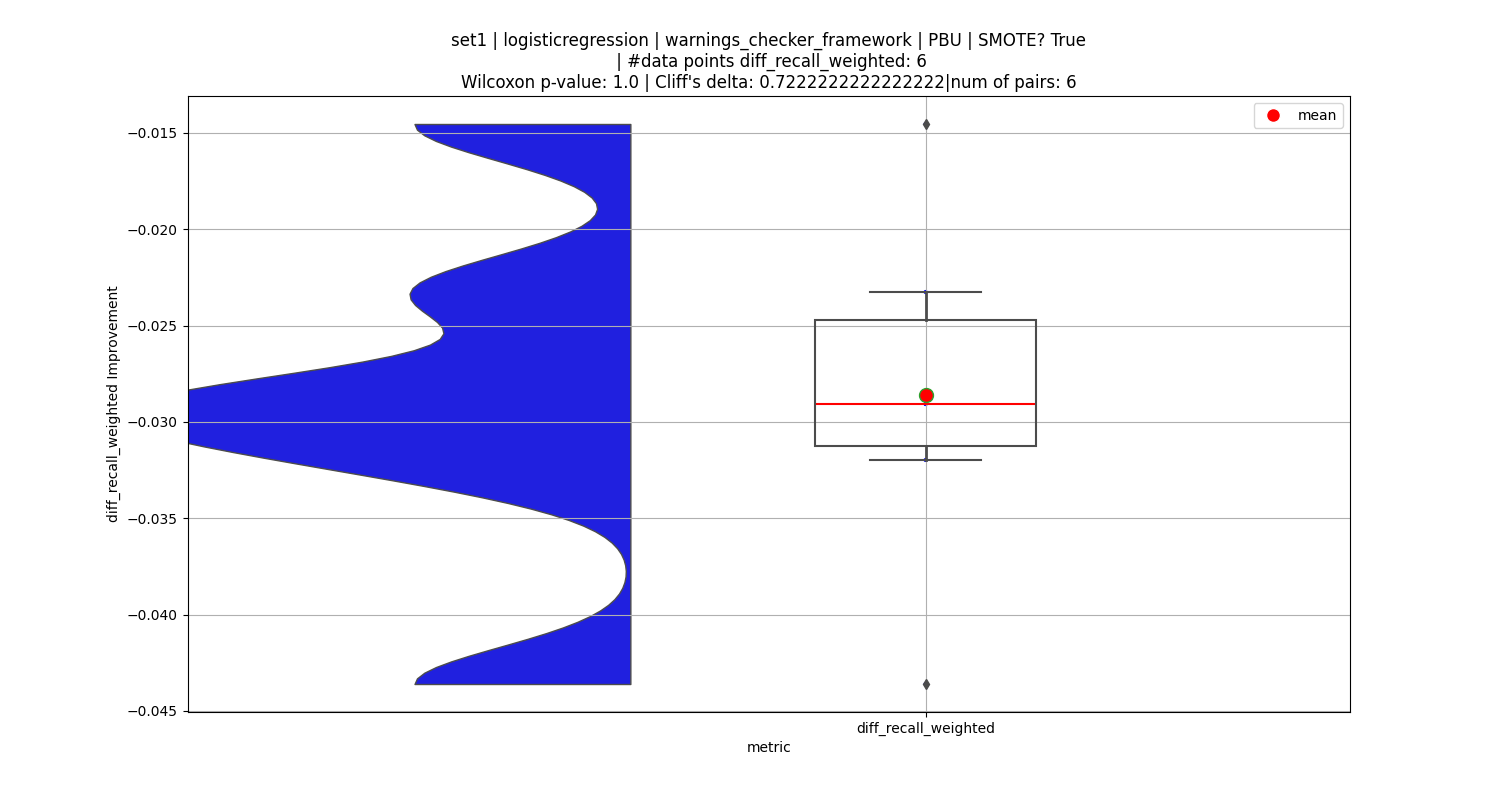 set1 | logisticregression | warnings_checker_framework | PBU | SMOTE? True
| #data points diff_recall_weighted: 6
Wilcoxon p-value: 1.0 | Cliff's delta: 0.7222222222222222|num of pairs: 6
mean
−0.015
−0.020
−0.025
−0.030
−0.035
−0.040
−0.045
diff_recall_weighted Improvement
diff_recall_weighted
metric